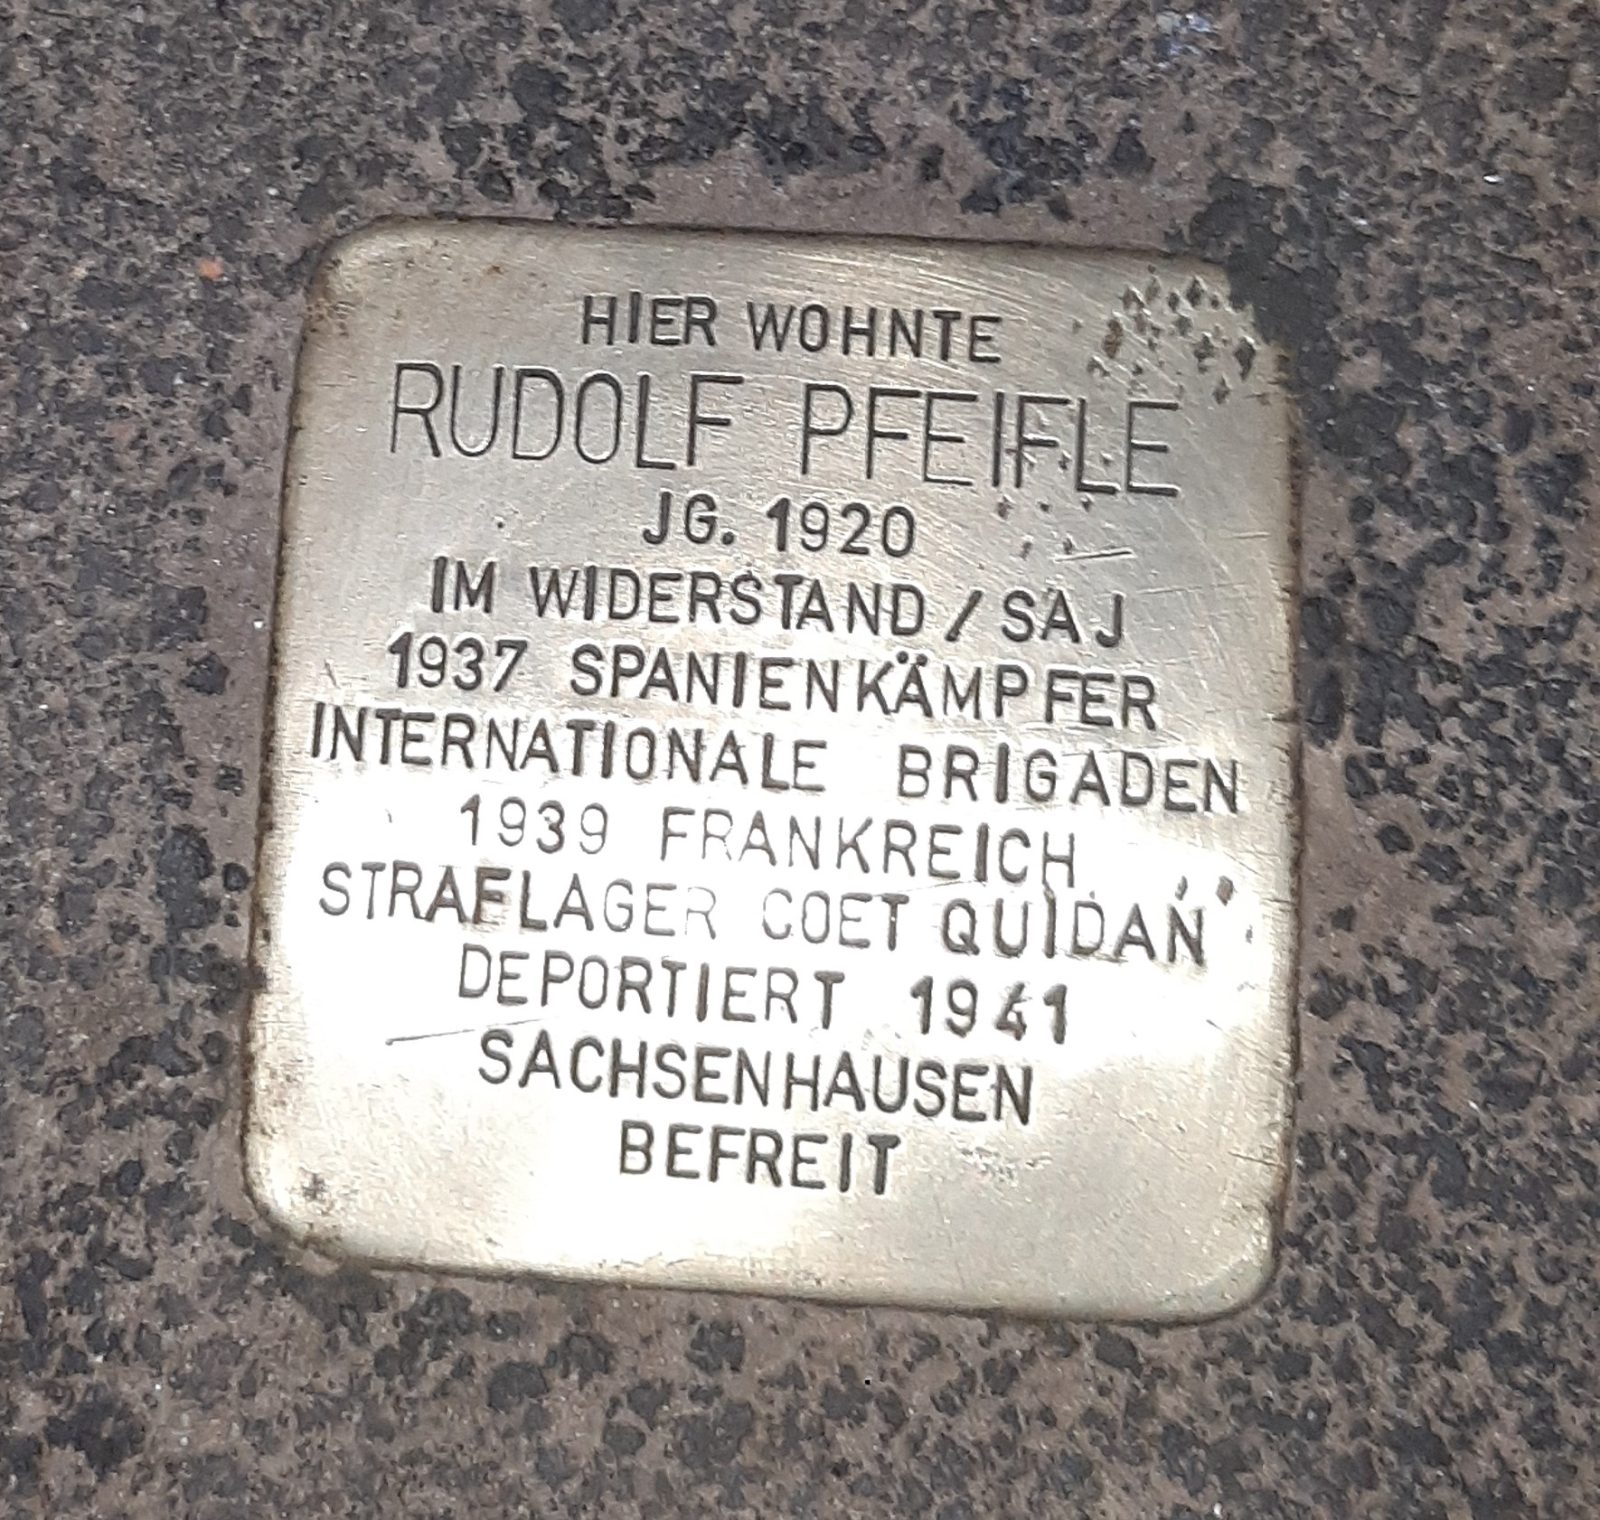 HIER WOHNTE
RUDOLF PFEIFLE
JG. 1920
IM WIDERSTAND / SAJ
1937 SPANIENKÄMPFER
INTERNATIONALE BRIGADEN
1939 FRANKREICH
STRAFLAGER COET QUIDAN
DEPORTIERT 1941
SACHSENHAUSEN
BEFREIT